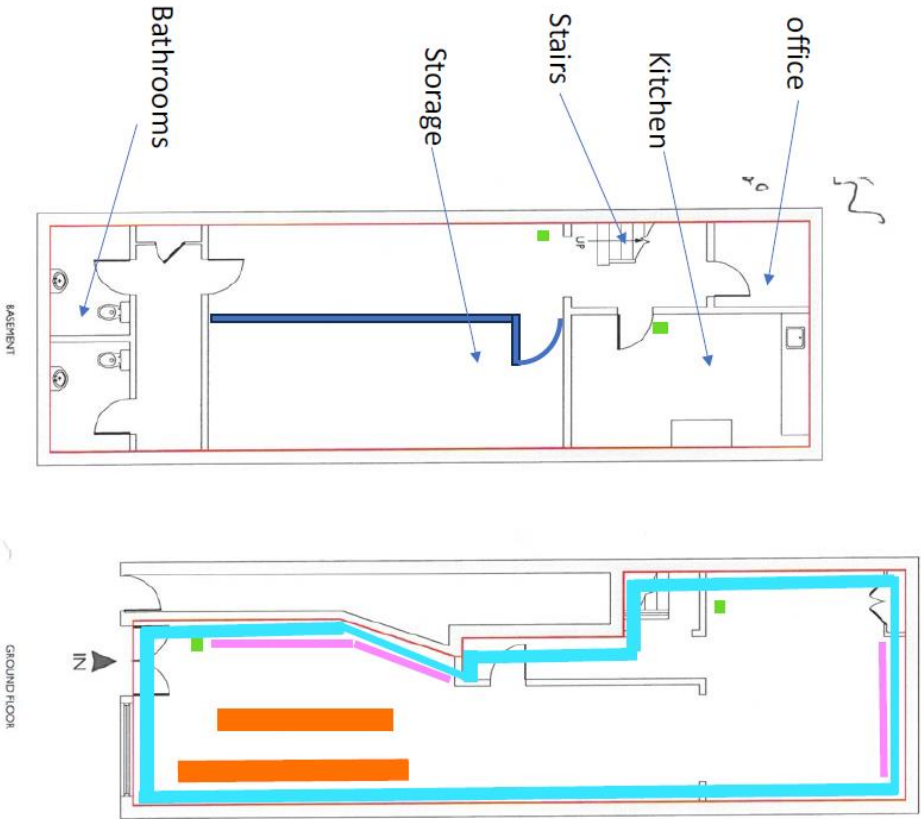 Bathrooms
Storage
Stairs
Kitchen
office
UP
BASEMENT
IN
GROUND FLOOR